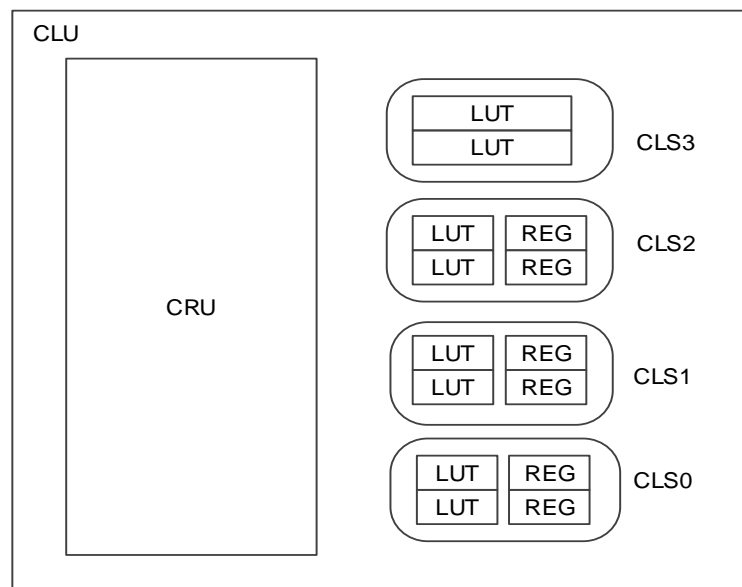 CLU
LUT
LUT
CLS3
LUT REG
LUT REG
CLS2
CRU
LUT REG
LUT REG
CLS1
LUT REG
LUT REG
CLS0